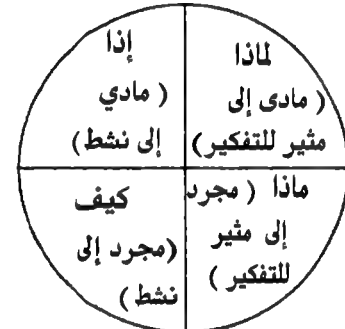 لماذا
( مادى إلى
مثير للتفكير)
إذا
( مادي
إلى نشط)
ماذا ( مجرد
إلى مثير
للتفكير )
كيف
(مجرد إلى
نشط )